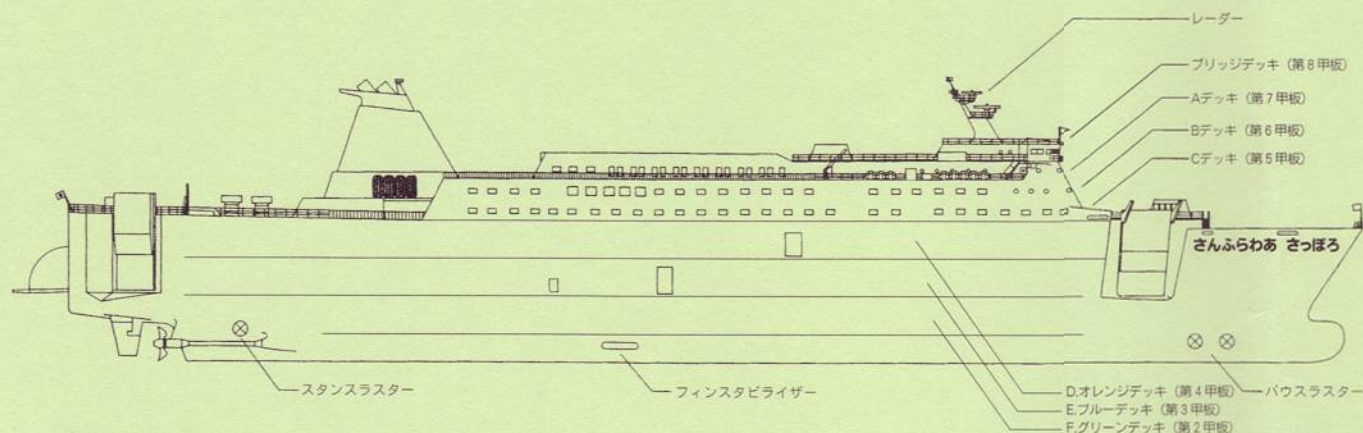 レーダー
ブリッジデッキ（第8甲板）
Aデッキ（第7甲板）
Bデッキ（第6甲板）
Cデッキ（第5甲板）
さんふらわあ さっぽろ
スタンスラスター
フィンスタビライザー
D.オレンジデッキ（第4甲板）
バウスラスター
E.ブルーデッキ（第3甲板）
F.グリーンデッキ（第2甲板）